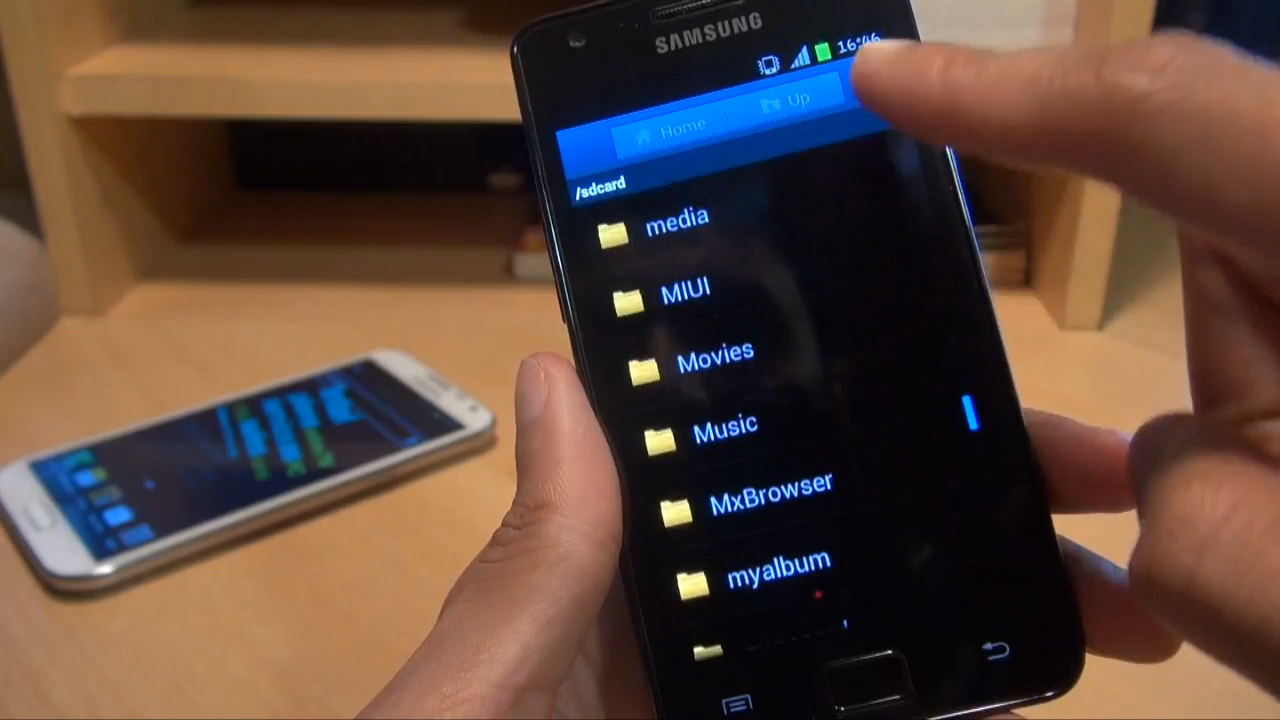 SAMSUNG
16:46
Home
Up
/sdcard
media
MIUI
Movies
Music
MxBrowser
myalbum